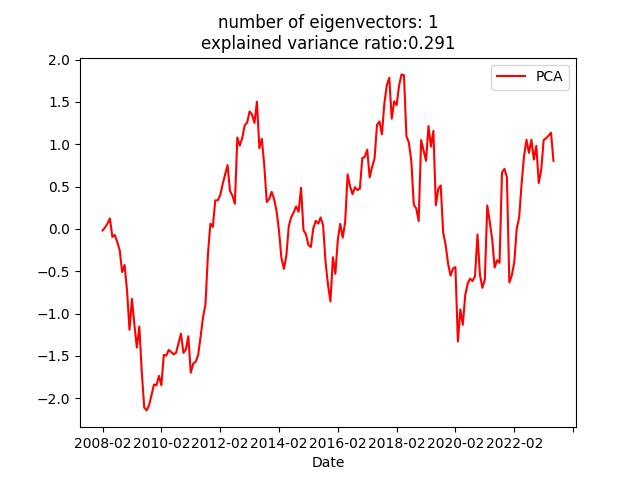 number of eigenvectors: 1
explained variance ratio:0.291
PCA
2.0
1.5
1.0
0.5
0.0
−0.5
−1.0
−1.5
−2.0
2008-02 2010-02 2012-02 2014-02 2016-02 2018-02 2020-02 2022-02
Date